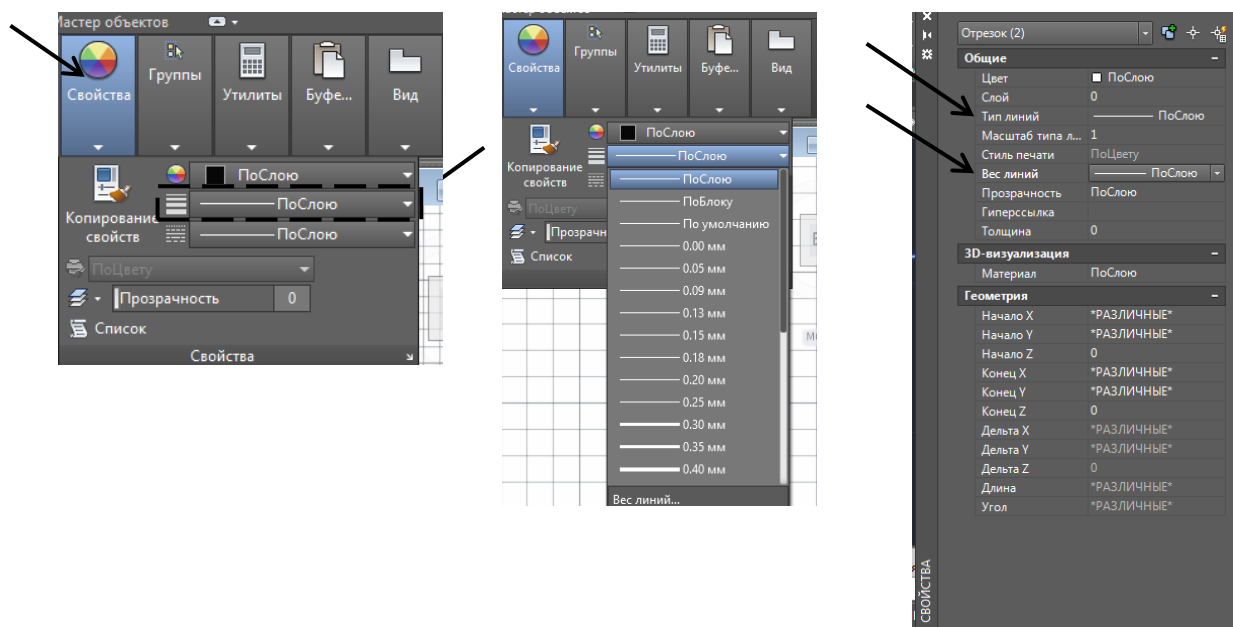 Мастер объектов
Свойства
Группы
Утилиты
Буфе...
Вид
ПоСлою
ПоСлою
ПоСлою
Копирование
свойств
ПоЦвету
Прозрачность 0
Список
Свойства
Свойства
Группы
Утилиты
Буфе...
Вид
ПоСлою
ПоСлою
Копирование
свойств
ПоЦвету
Прозрачн
Список
ПоСлою
ПоБлоку
По умолчанию
0.00 мм
0.05 мм
0.09 мм
0.13 мм
0.15 мм
0.18 мм
0.20 мм
0.25 мм
0.30 мм
0.35 мм
0.40 мм
Вес линий...
Отрезок (2)
Общие
Цвет ПоСлою
Слой 0
Тип линий ПоСлою
Масштаб типа л... 1
Стиль печати ПоЦвету
Вес линий ПоСлою
Прозрачность ПоСлою
Гиперссылка
Толщина 0
3D-визуализация
Материал ПоСлою
Геометрия
Начало X *РАЗЛИЧНЫЕ*
Начало Y *РАЗЛИЧНЫЕ*
Начало Z 0
Конец X *РАЗЛИЧНЫЕ*
Конец Y *РАЗЛИЧНЫЕ*
Конец Z 0
Дельта X *РАЗЛИЧНЫЕ*
Дельта Y *РАЗЛИЧНЫЕ*
Дельта Z 0
Длина *РАЗЛИЧНЫЕ*
Угол *РАЗЛИЧНЫЕ*
СВОЙСТВА